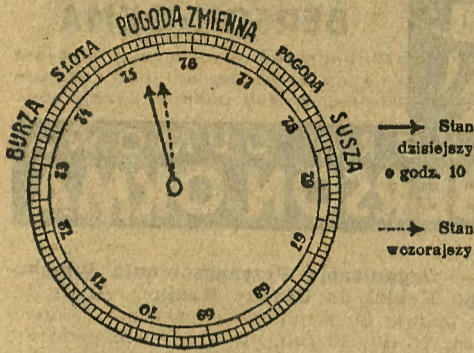 BURZA
SŁOTA
POGODA ZMIENNA
POGODA
SUSZA
73
74
75
76
77
78
79
67
68
69
70
71
72
Stan
dzisiejszy
o godz. 10
Stan
wczorajszy